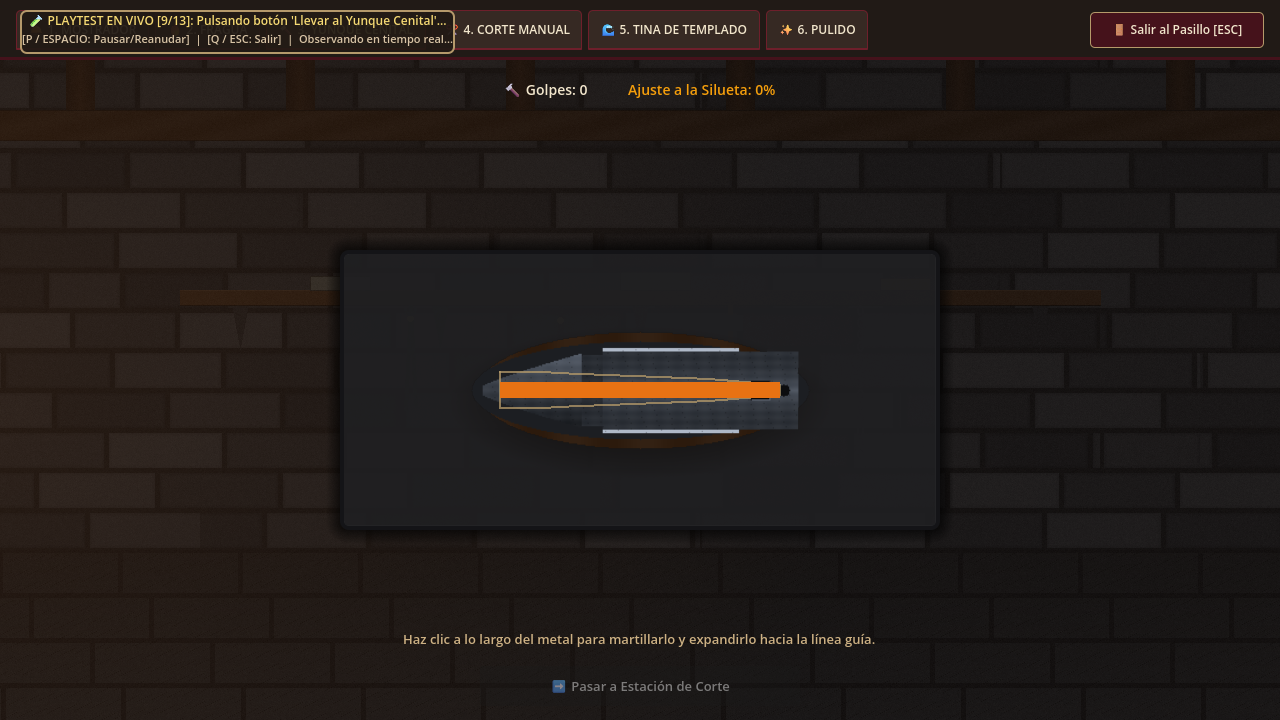 🧪 PLAYTEST EN VIVO [9/13]: Pulsando botón 'Llevar al Yunque Cenital'...
[P / ESPACIO: Pausar/Reanudar] | [Q / ESC: Salir] | Observando en tiempo real...
4. CORTE MANUAL
🌊 5. TINA DE TEMPLADO
✨ 6. PULIDO
🚪 Salir al Pasillo [ESC]
🔨 Golpes: 0
Ajuste a la Silueta: 0%
Haz clic a lo largo del metal para martillarlo y expandirlo hacia la línea guía.
➡️ Pasar a Estación de Corte